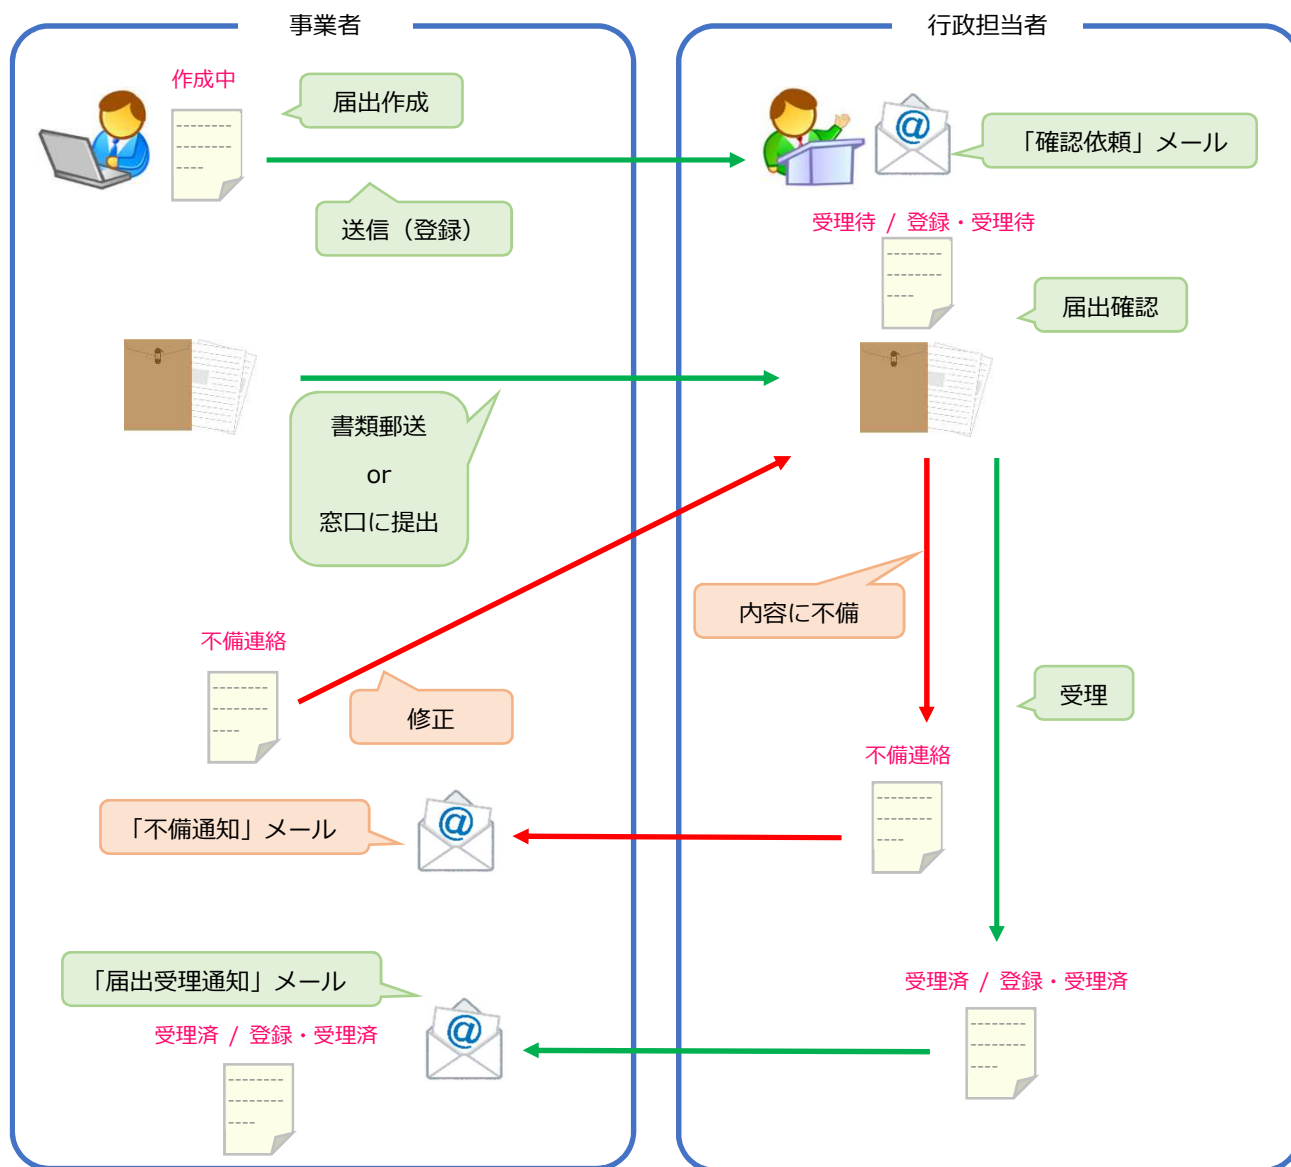 事業者
行政担当者
作成中
届出作成
「確認依頼」メール
送信（登録）
受理待 / 登録・受理待
届出確認
書類郵送
or
窓口に提出
内容に不備
不備連絡
修正
受理
不備連絡
「不備通知」メール
「届出受理通知」メール
受理済 / 登録・受理済
受理済 / 登録・受理済